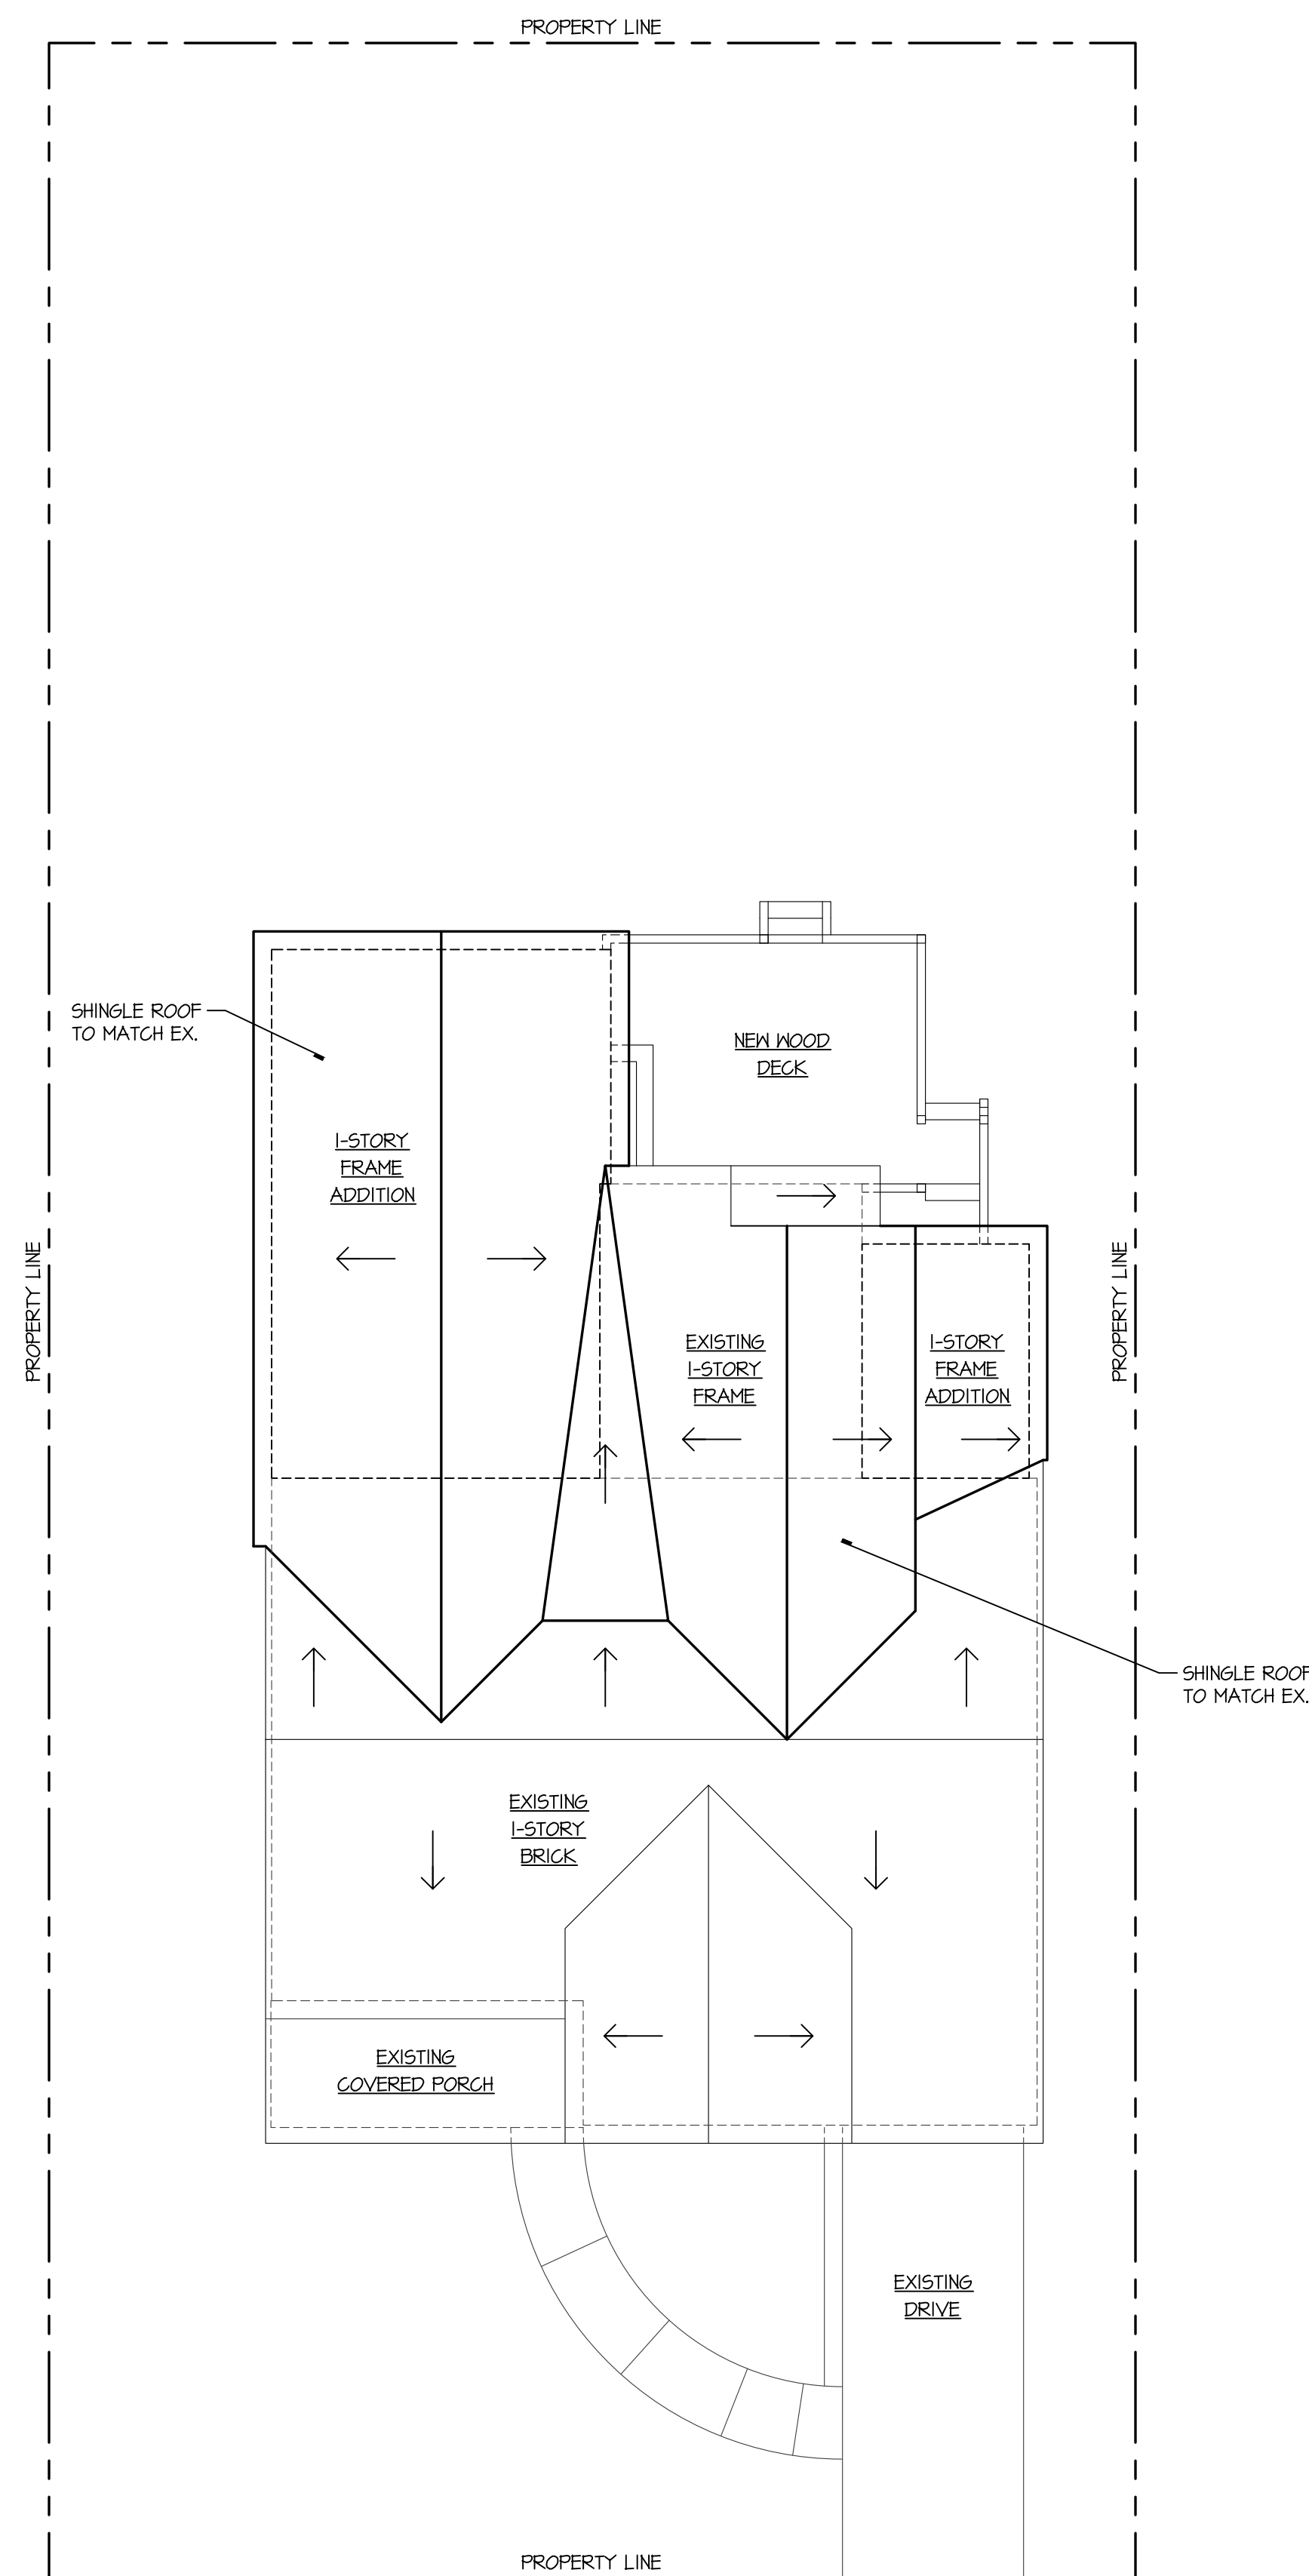 PROPERTY LINE
SHINGLE ROOF
TO MATCH EX.
NEW WOOD
DECK
1-STORY
FRAME
ADDITION
PROPERTY LINE
PROPERTY LINE
EXISTING
1-STORY
FRAME
1-STORY
FRAME
ADDITION
SHINGLE ROOF
TO MATCH EX.
EXISTING
1-STORY
BRICK
EXISTING
COVERED PORCH
EXISTING
DRIVE
PROPERTY LINE